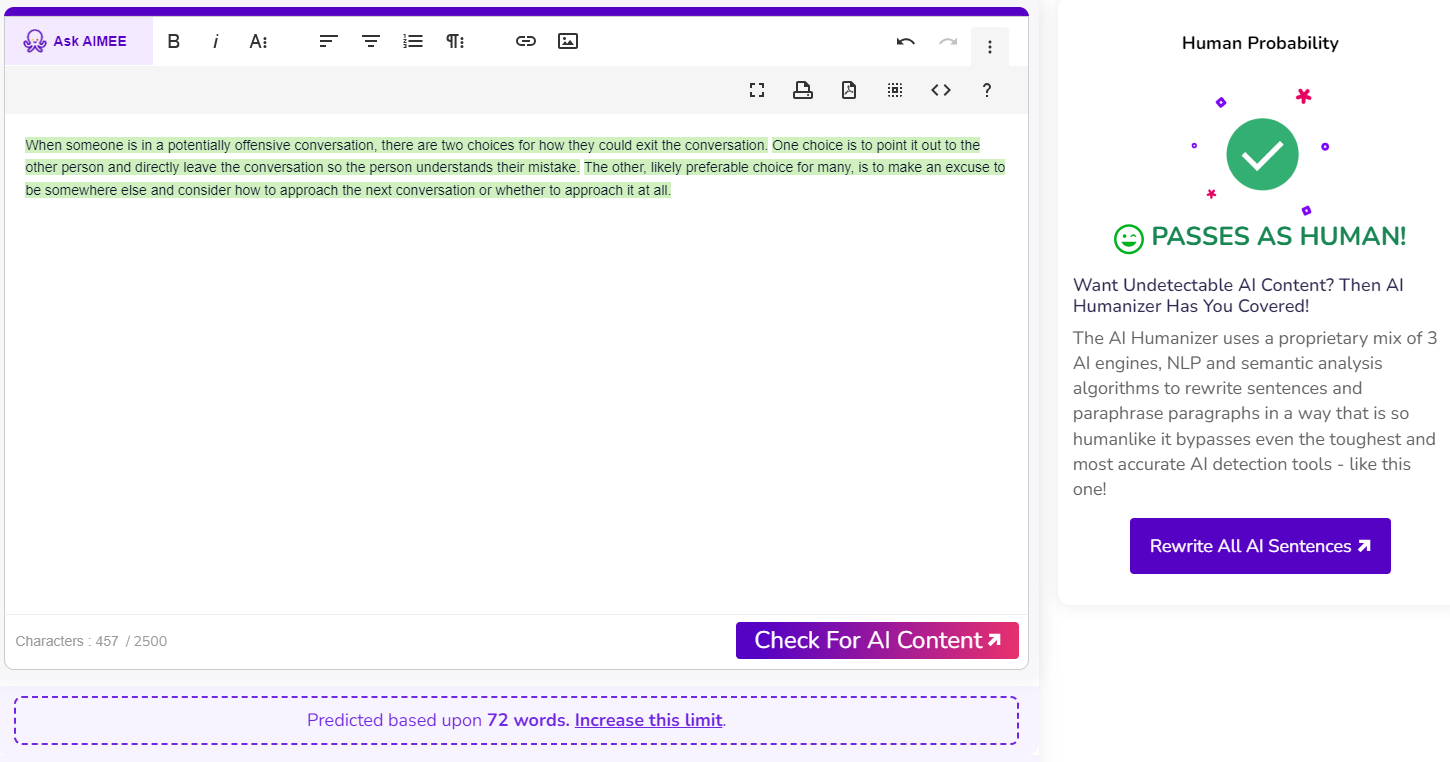 Ask AIMEE
B i A
?
When someone is in a potentially offensive conversation, there are two choices for how they could exit the conversation. One choice is to point it out to the
other person and directly leave the conversation so the person understands their mistake. The other, likely preferable choice for many, is to make an excuse to
be somewhere else and consider how to approach the next conversation or whether to approach it at all.
Characters : 457 / 2500
Check For AI Content
Predicted based upon 72 words. Increase this limit.
Human Probability
PASSES AS HUMAN!
Want Undetectable AI Content? Then AI
Humanizer Has You Covered!
The AI Humanizer uses a proprietary mix of 3
AI engines, NLP and semantic analysis
algorithms to rewrite sentences and
paraphrase paragraphs in a way that is so
humanlike it bypasses even the toughest and
most accurate AI detection tools - like this
one!
Rewrite All AI Sentences